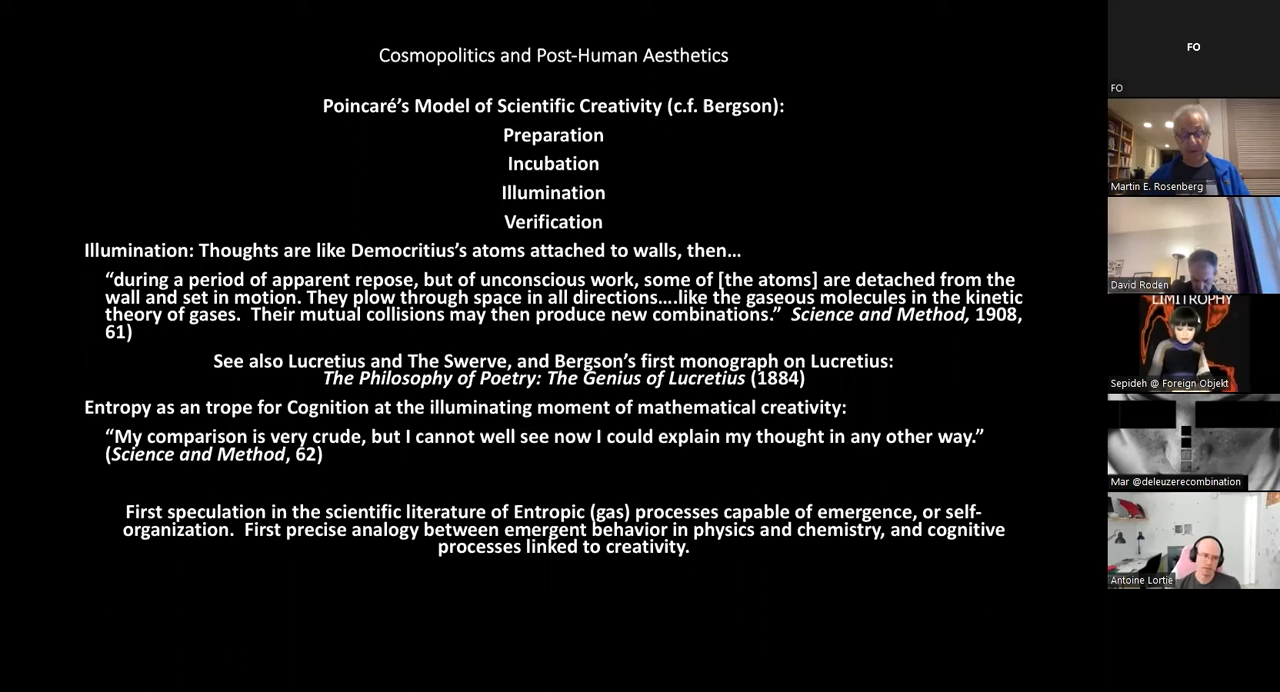 Cosmopolitics and Post-Human Aesthetics
Poincaré’s Model of Scientific Creativity (c.f. Bergson):
Preparation
Incubation
Illumination
Verification
Illumination: Thoughts are like Democritius’s atoms attached to walls, then…
“during a period of apparent repose, but of unconscious work, some of [the atoms] are detached from the
wall and set in motion. They plow through space in all directions….like the gaseous molecules in the kinetic
theory of gases. Their mutual collisions may then produce new combinations.” Science and Method, 1908,
61)
See also Lucretius and The Swerve, and Bergson’s first monograph on Lucretius:
The Philosophy of Poetry: The Genius of Lucretius (1884)
Entropy as an trope for Cognition at the illuminating moment of mathematical creativity:
“My comparison is very crude, but I cannot well see now I could explain my thought in any other way.”
(Science and Method, 62)
First speculation in the scientific literature of Entropic (gas) processes capable of emergence, or self-
organization. First precise analogy between emergent behavior in physics and chemistry, and cognitive
processes linked to creativity.
FO
FO
Martin E. Rosenberg
David Roden
LIMITROPHY
Sepideh @ Foreign Objekt
Mar @deleuzerecombination
Antoine Lortie